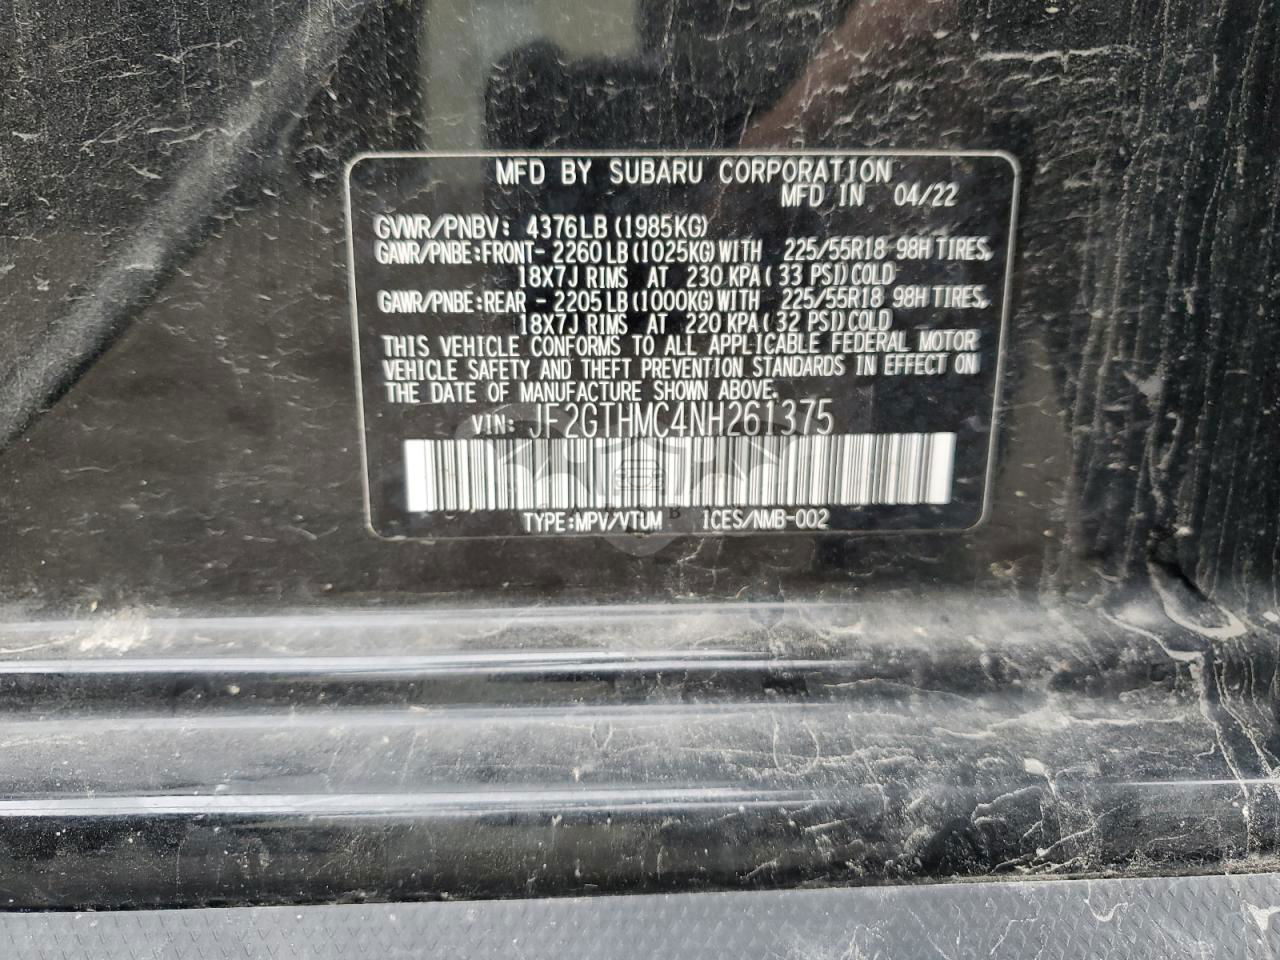 MFD BY SUBARU CORPORATION
MFD IN 04/22
GVWR/PNBV: 4376LB (1985KG)
GAWR/PNBE:FRONT- 2260LB (1025KG)WITH 225/55R18 98H TIRES,
18X7J RIMS AT 230 KPA ( 33 PSI) COLD
GAWR/PNBE:REAR - 2205LB (1000KG)WITH 225/55R18 98H TIRES,
18X7J RIMS AT 220 KPA ( 32 PSI) COLD
THIS VEHICLE CONFORMS TO ALL APPLICABLE FEDERAL MOTOR
VEHICLE SAFETY AND THEFT PREVENTION STANDARDS IN EFFECT ON
THE DATE OF MANUFACTURE SHOWN ABOVE.
VIN: JF2GTHMC4NH261375
TYPE:MPV/VTUM ICES/NMB-002